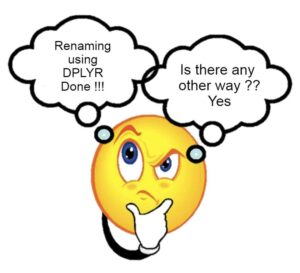 Renaming
using
DPLYR
Done !!!
Is there any
other way ??
Yes